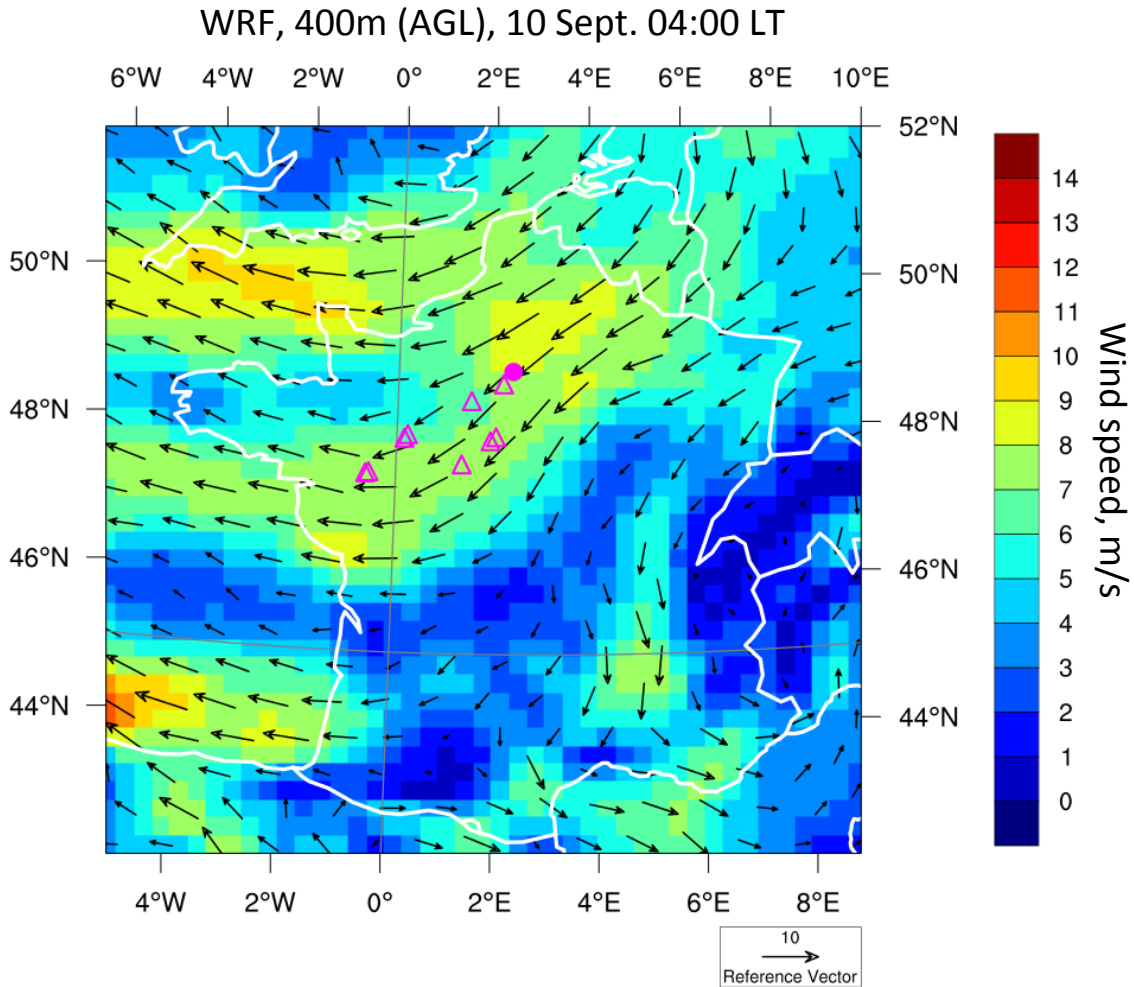 WRF, 400m (AGL), 10 Sept. 04:00 LT
6°W 4°W 2°W 0° 2°E 4°E 6°E 8°E 10°E
52°N
50°N 50°N
48°N 48°N
46°N 46°N
44°N 44°N
4°W 2°W 0° 2°E 4°E 6°E 8°E
14
13
12
11
10
9
8
7
6
5
4
3
2
1
0
Wind speed, m/s
10
Reference Vector